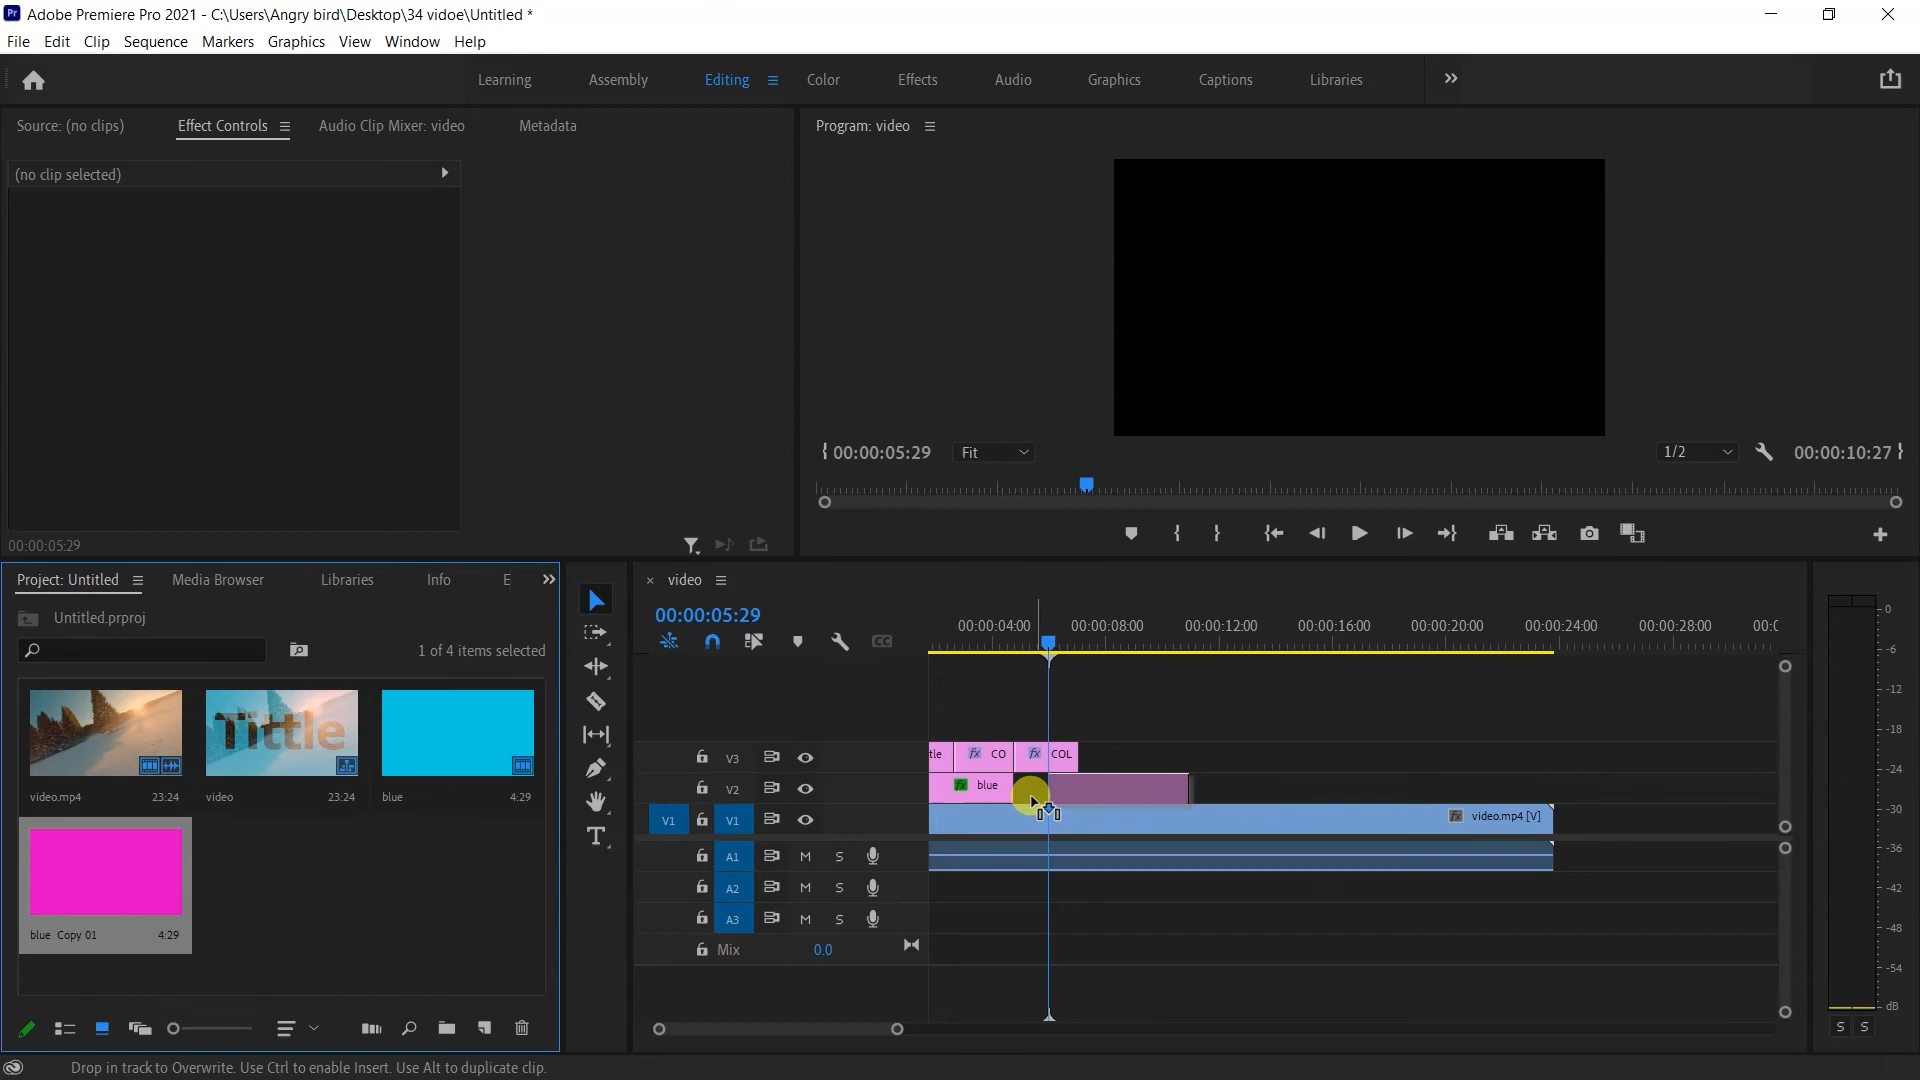 Adobe Premiere Pro 2021 - C:\Users\Angry bird\Desktop\34 vidoe\Untitled *
File Edit Clip Sequence Markers Graphics View Window Help
Learning Assembly Editing Color Effects Audio Graphics Captions Libraries
Source: (no clips) Effect Controls Audio Clip Mixer: video Metadata
Program: video
(no clip selected)
00:00:05:29 Fit 1/2 00:00:10:27
00:00:05:29
Project: Untitled Media Browser Libraries Info E
Untitled.prproj
1 of 4 items selected
Tittle
video.mp4 23:24 video 23:24 blue 4:29
blue Copy 01 4:29
video
00:00:05:29
00:00:04:00 00:00:08:00 00:00:12:00 00:00:16:00 00:00:20:00 00:00:24:00 00:00:28:00 00:0
V3 tle fx CO fx COL
V2 fx blue
V1 V1 fx video.mp4 [V]
A1 M S
A2 M S
A3 M S
Mix 0.0
0
-6
-12
-18
-24
-30
-36
-42
-48
-54
dB
S S
Drop in track to Overwrite. Use Ctrl to enable Insert. Use Alt to duplicate clip.